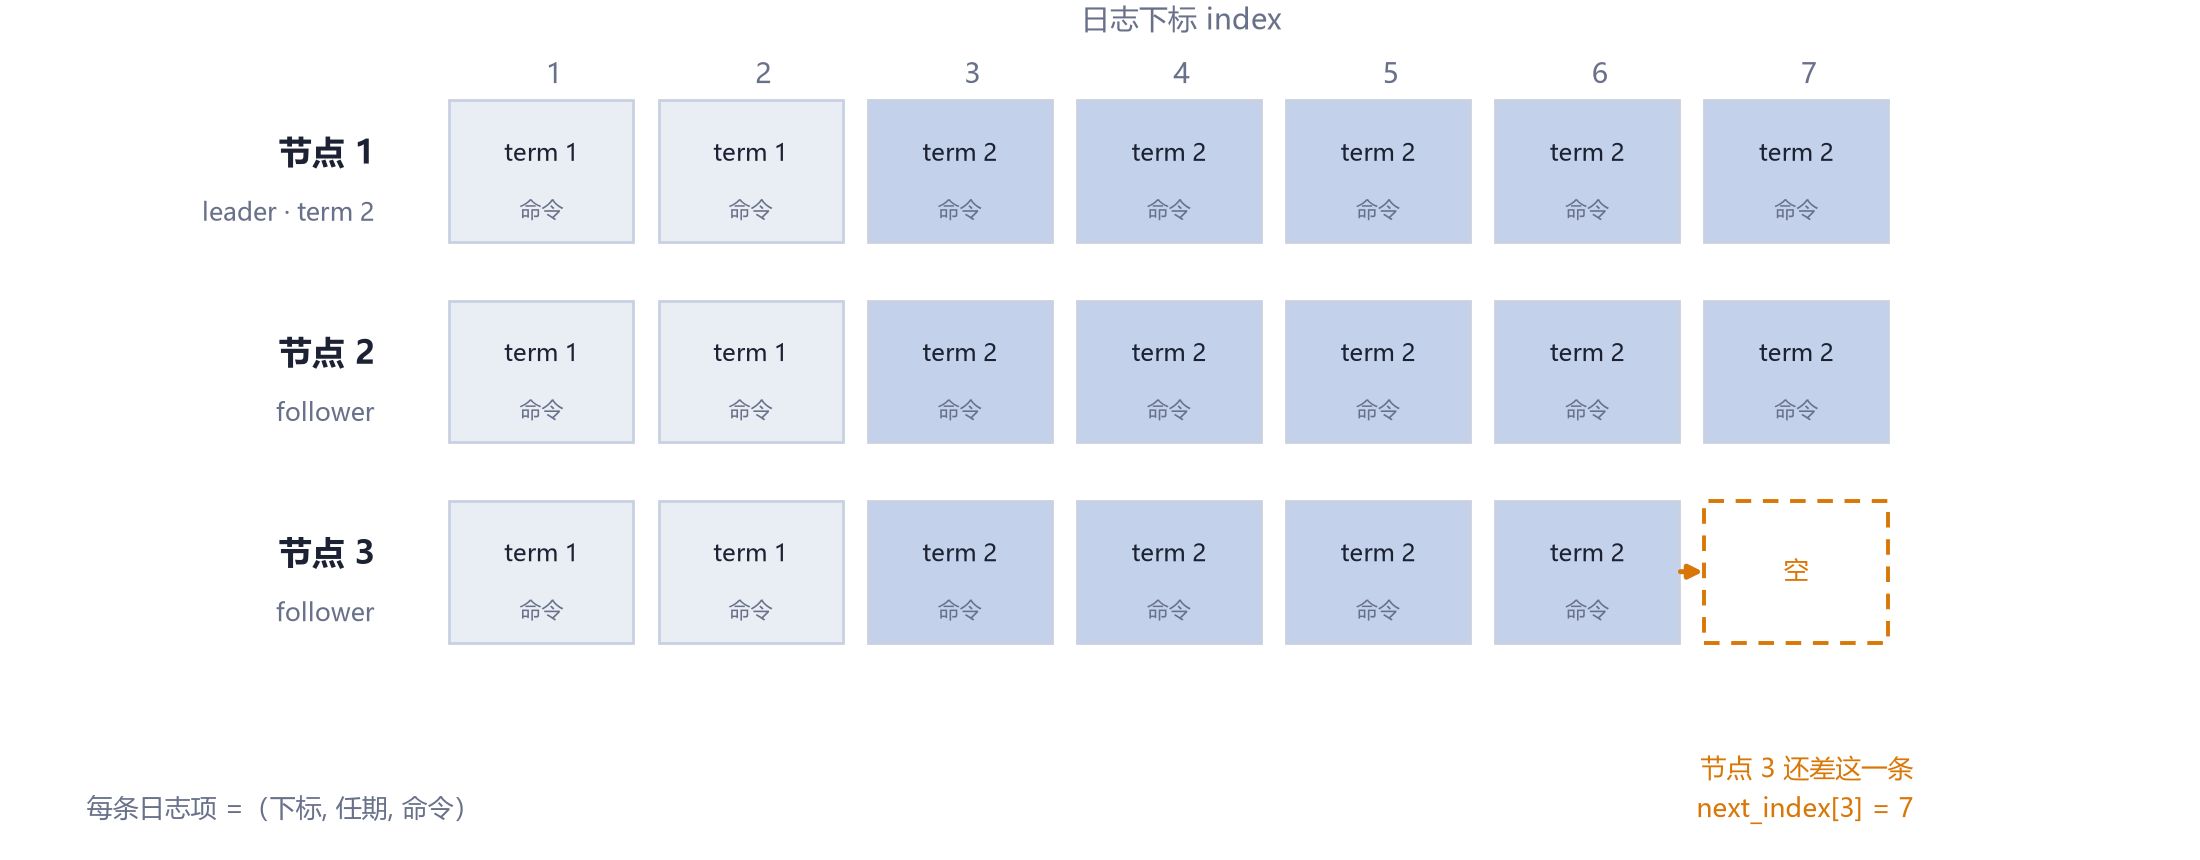 日志下标 index
1 2 3 4 5 6 7
节点 1
leader · term 2
term 1 term 1 term 2 term 2 term 2 term 2 term 2
命令 命令 命令 命令 命令 命令 命令
节点 2
follower
term 1 term 1 term 2 term 2 term 2 term 2 term 2
命令 命令 命令 命令 命令 命令 命令
节点 3
follower
term 1 term 1 term 2 term 2 term 2 term 2
命令 命令 命令 命令 命令 命令
空
节点 3 还差这一条
next_index[3] = 7
每条日志项 =（下标, 任期, 命令）